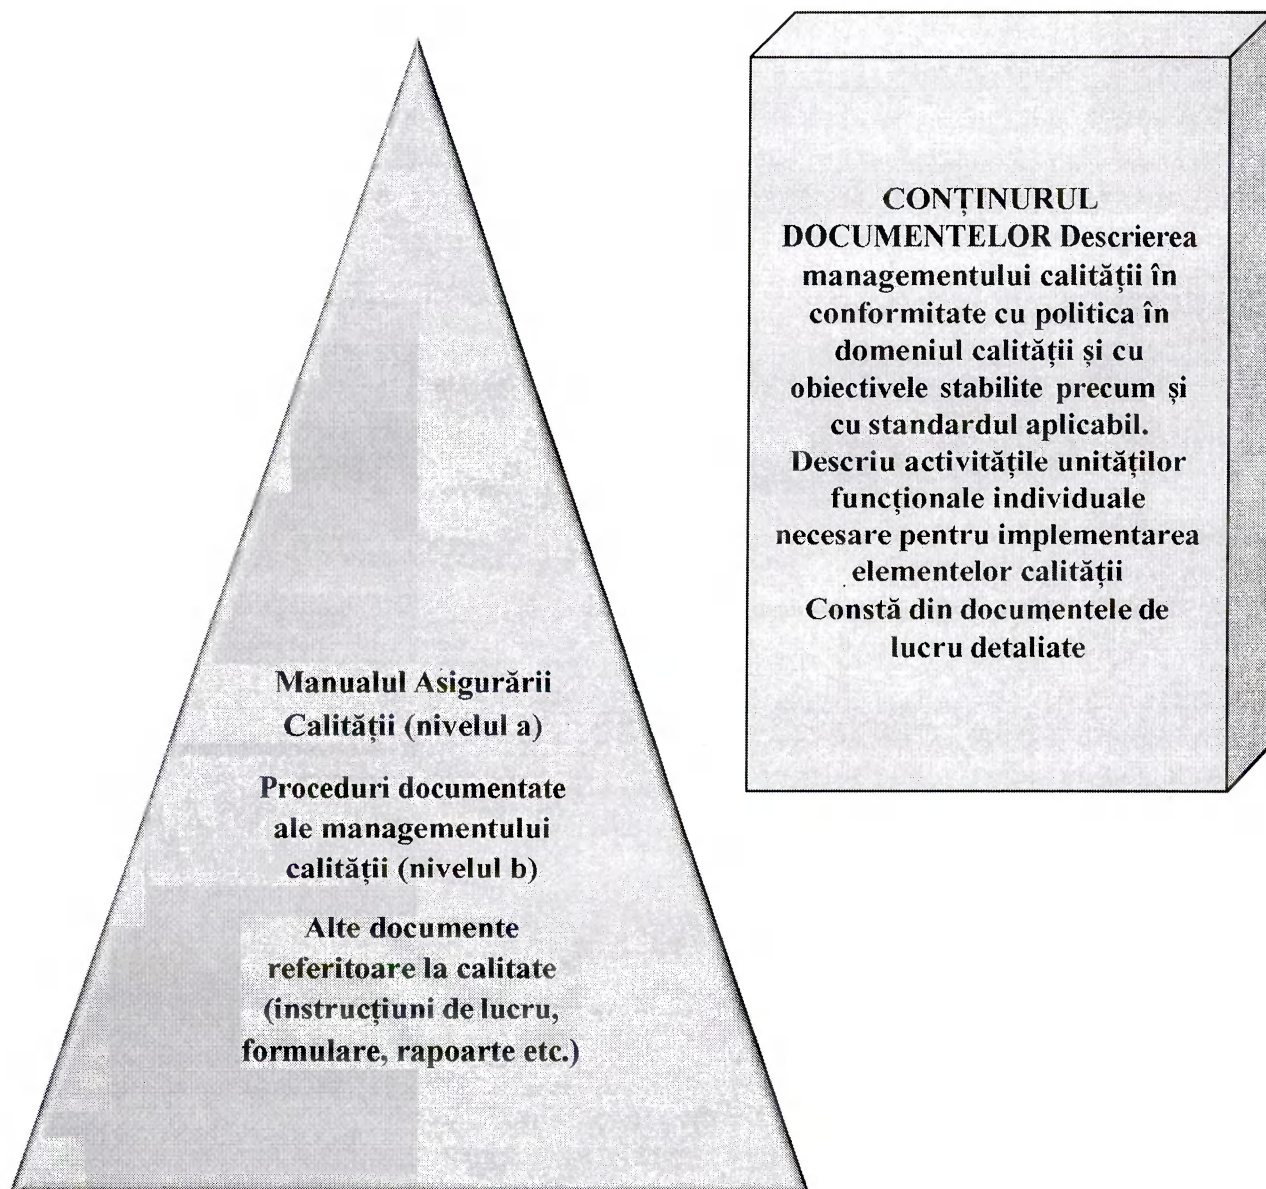 CONȚINURUL
DOCUMENTELOR Descrierea
managementului calității în
conformitate cu politica în
domeniul calității și cu
obiectivele stabilite precum și
cu standardul aplicabil.
Descriu activitățile unităților
funcționale individuale
necesare pentru implementarea
elementelor calității
Constă din documentele de
lucru detaliate
Manualul Asigurării
Calității (nivelul a)
Proceduri documentate
ale managementului
calității (nivelul b)
Alte documente
referitoare la calitate
(instrucțiuni de lucru,
formulare, rapoarte etc.)